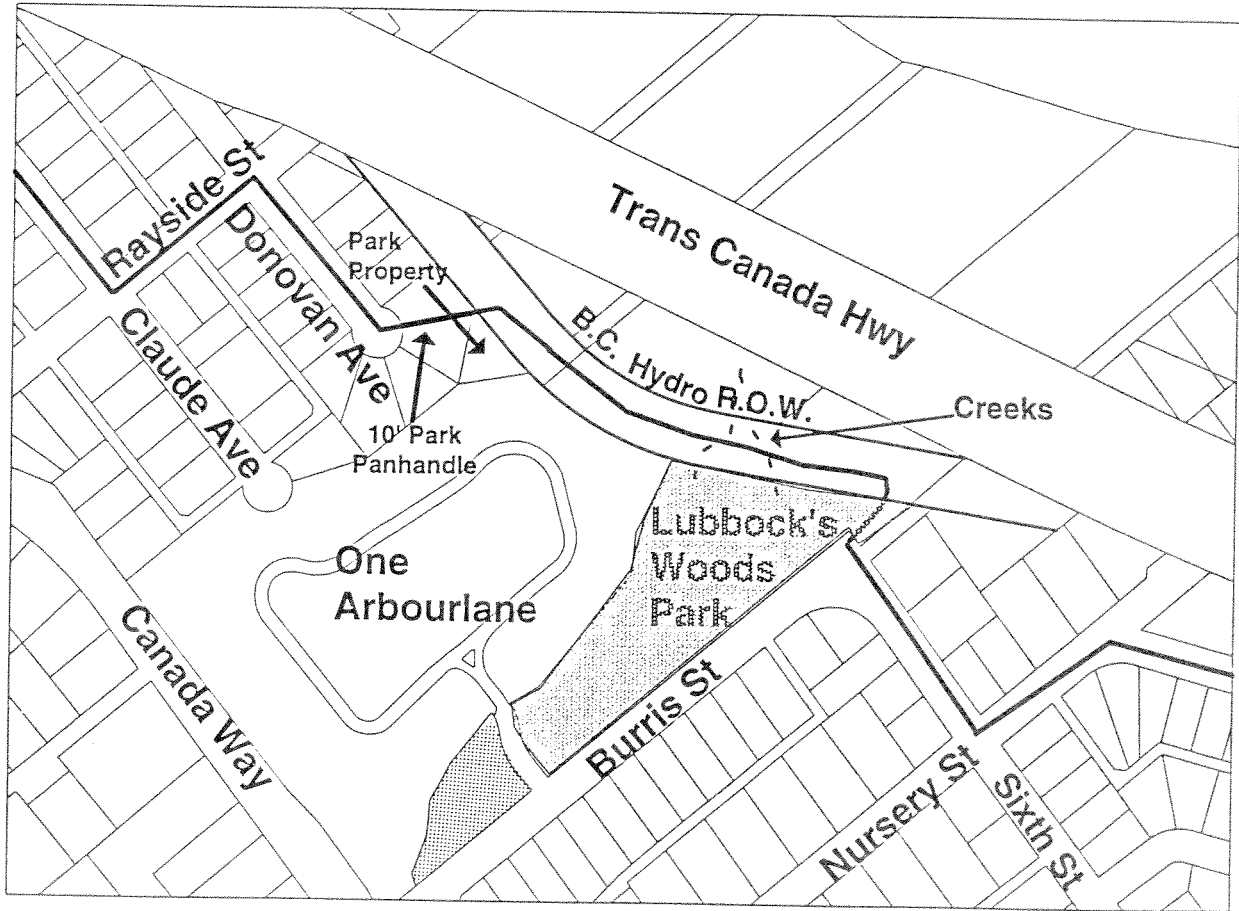 Trans Canada Hwy
Rayside St
Donovan Ave
Park
Property
B.C. Hydro R.O.W.
Creeks
Claude Ave
10' Park
Panhandle
Lubbock's
Woods
Park
One
Arbourlane
Canada Way
Burris St
Nursery St
Sixth St